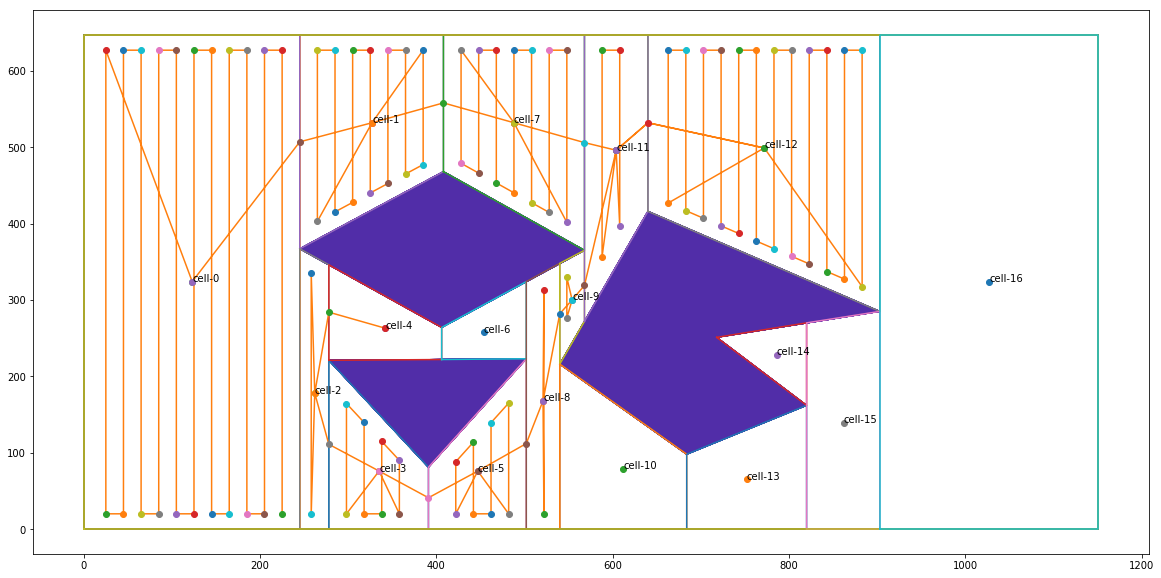 600
500
400
300
200
100
0
cell-1
cell-7
cell-11
cell-12
cell-0
cell-16
cell-9
cell-4
cell-6
cell-14
cell-2
cell-8
cell-15
cell-3
cell-5
cell-10
cell-13
0
200
400
600
800
1000
1200